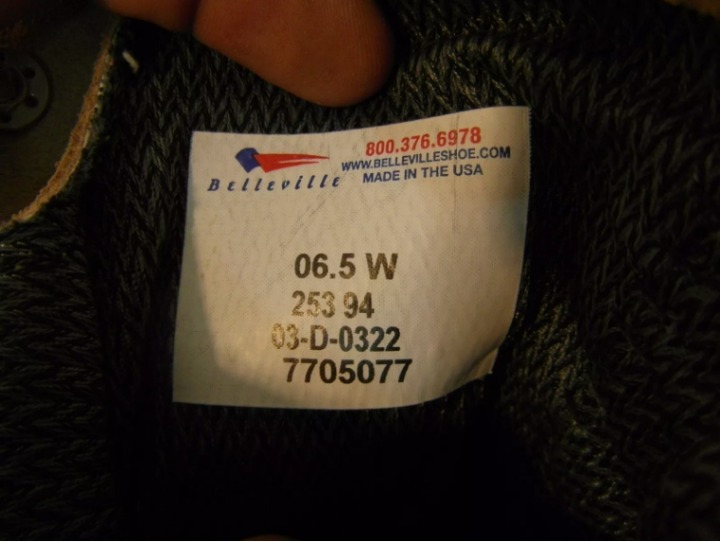 800.376.6978
WWW.BELLEVILLESHOE.COM
MADE IN THE USA
Belleville
06.5 W
253 94
03-D-0322
7705077